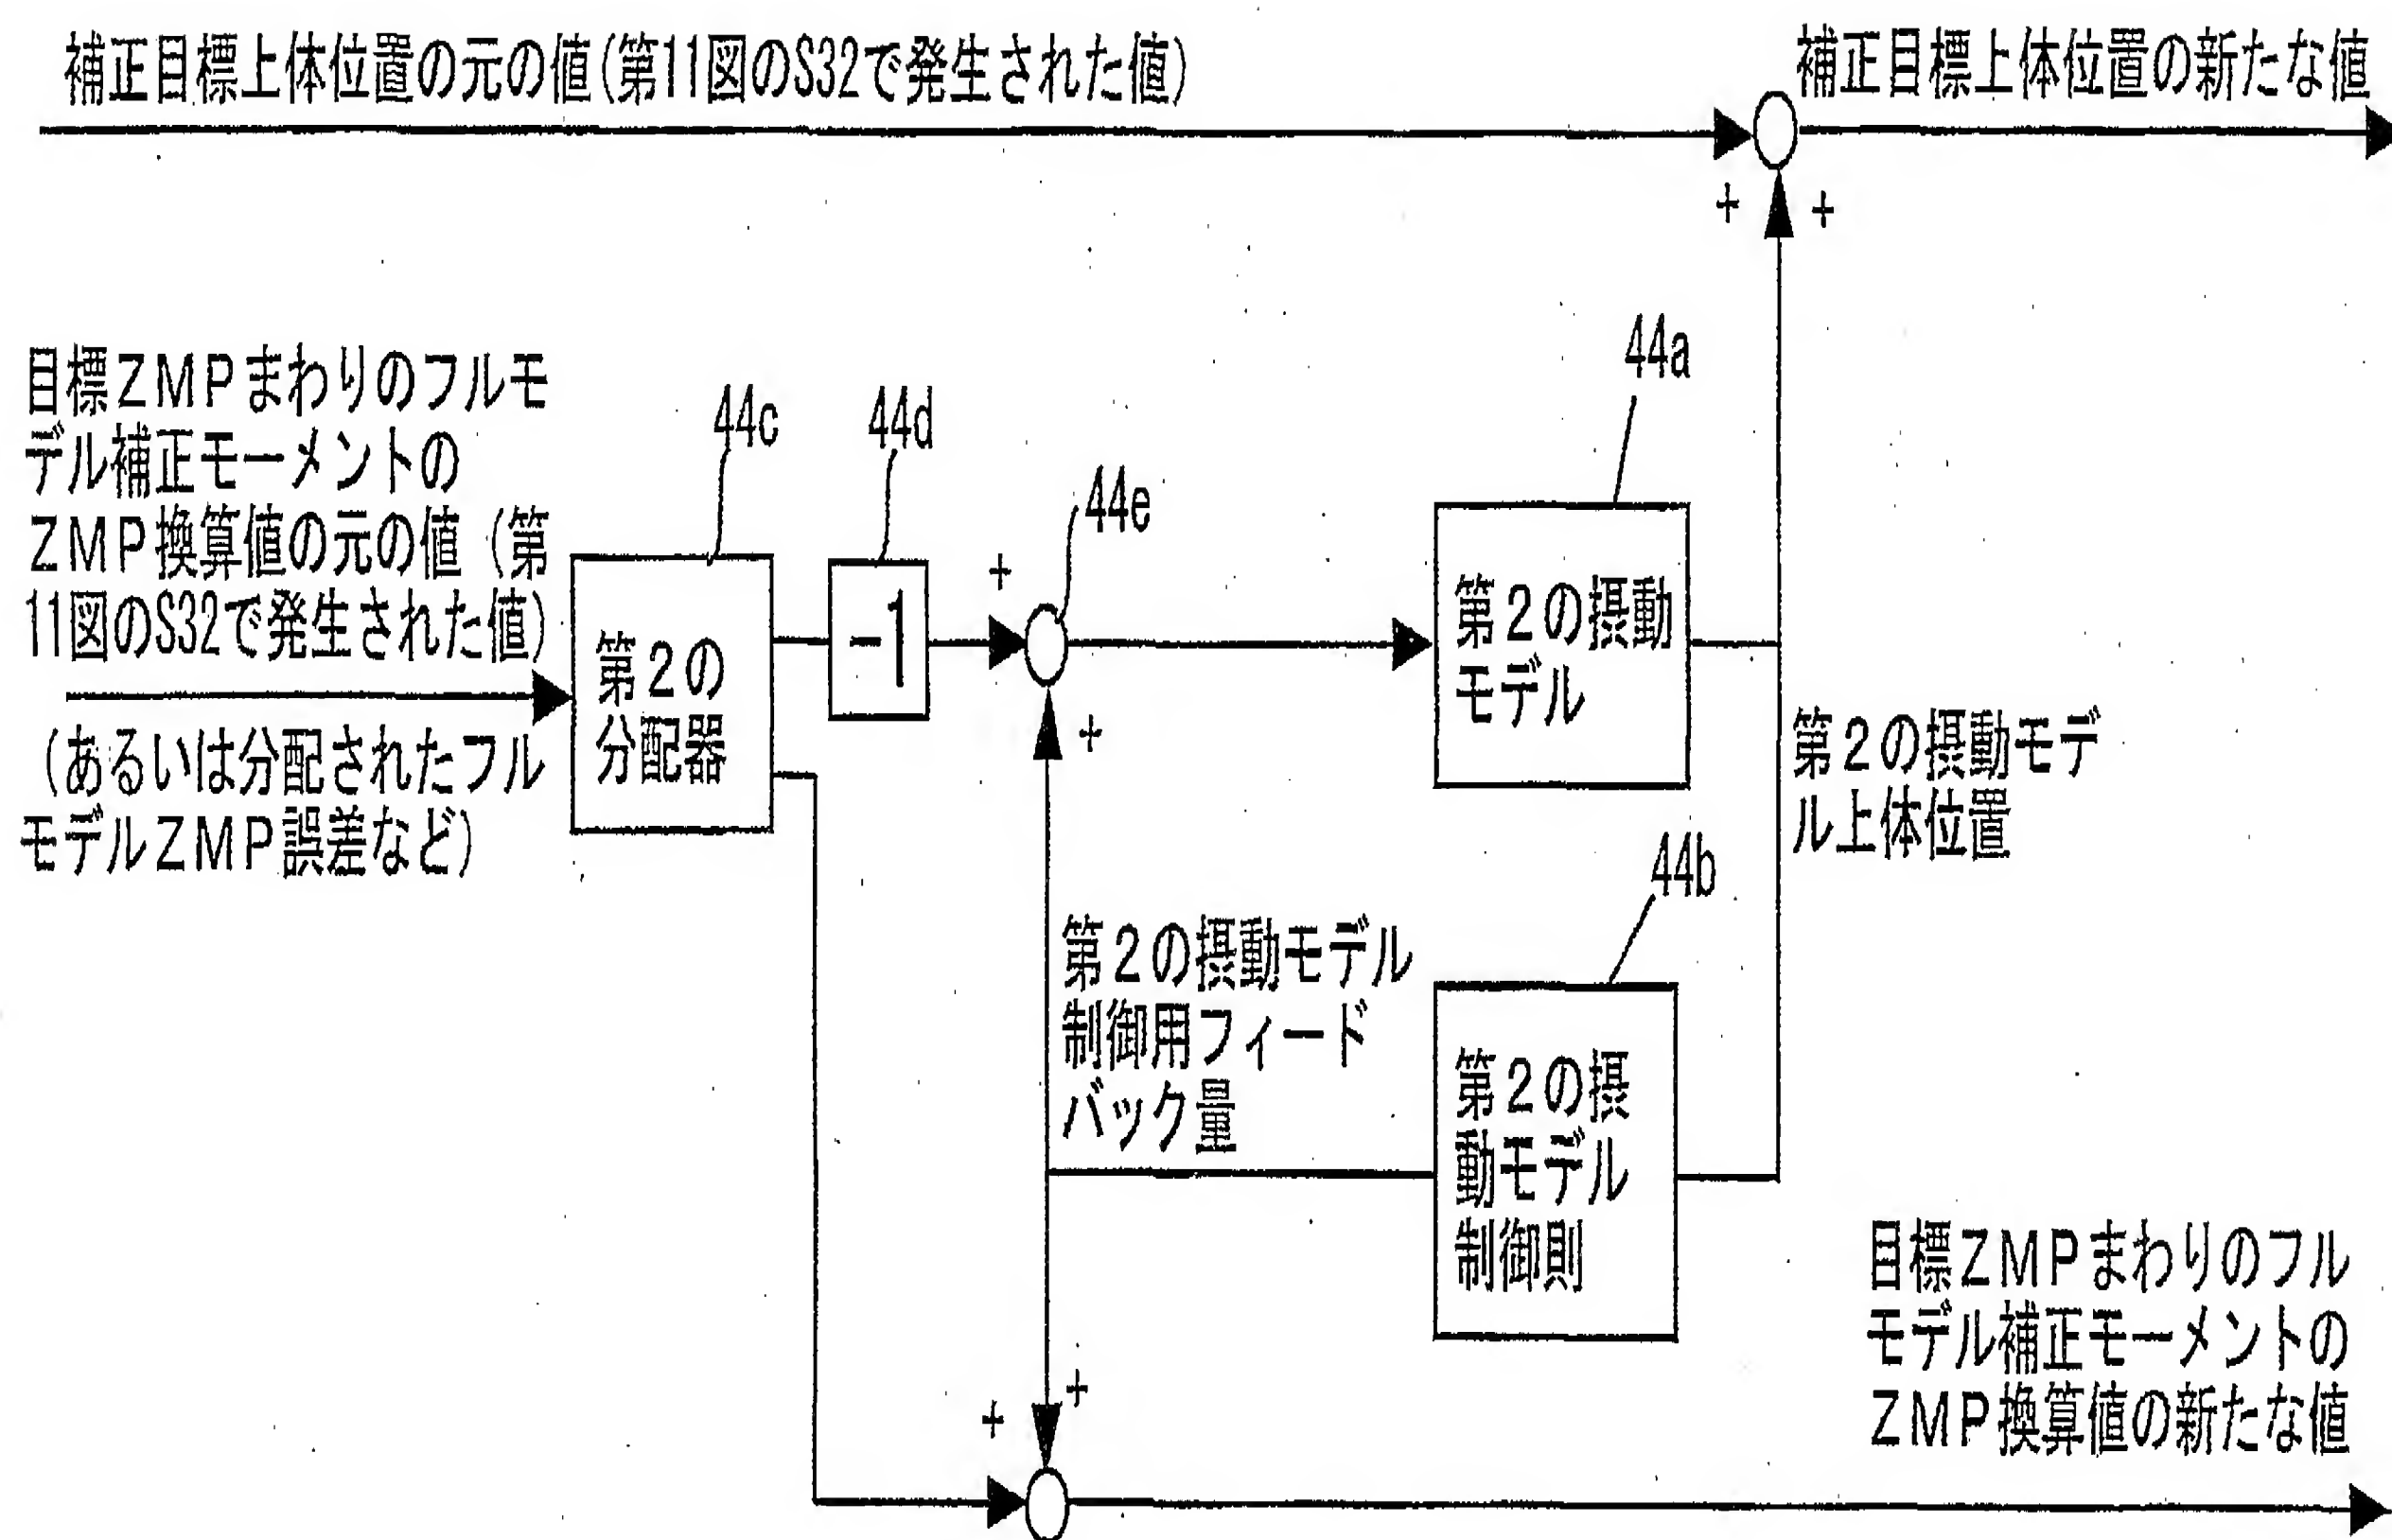 補正目標上体位置の元の値(第11図のS32で発生された値)
補正目標上体位置の新たな値
+
+
目標ZMPまわりのフルモ
デル補正モーメントの
ZMP換算値の元の値(第
11図のS32で発生された値)
(あるいは分配されたフル
モデルZMP誤差など)
44c
第2の
分配器
44d
-1
+
44e
+
44a
第2の摂動
モデル
第2の摂動モデ
ル上体位置
44b
第2の摂
動モデル
制御則
第2の摂動モデル
制御用フィード
バック量
+
+
目標ZMPまわりのフル
モデル補正モーメントの
ZMP換算値の新たな値